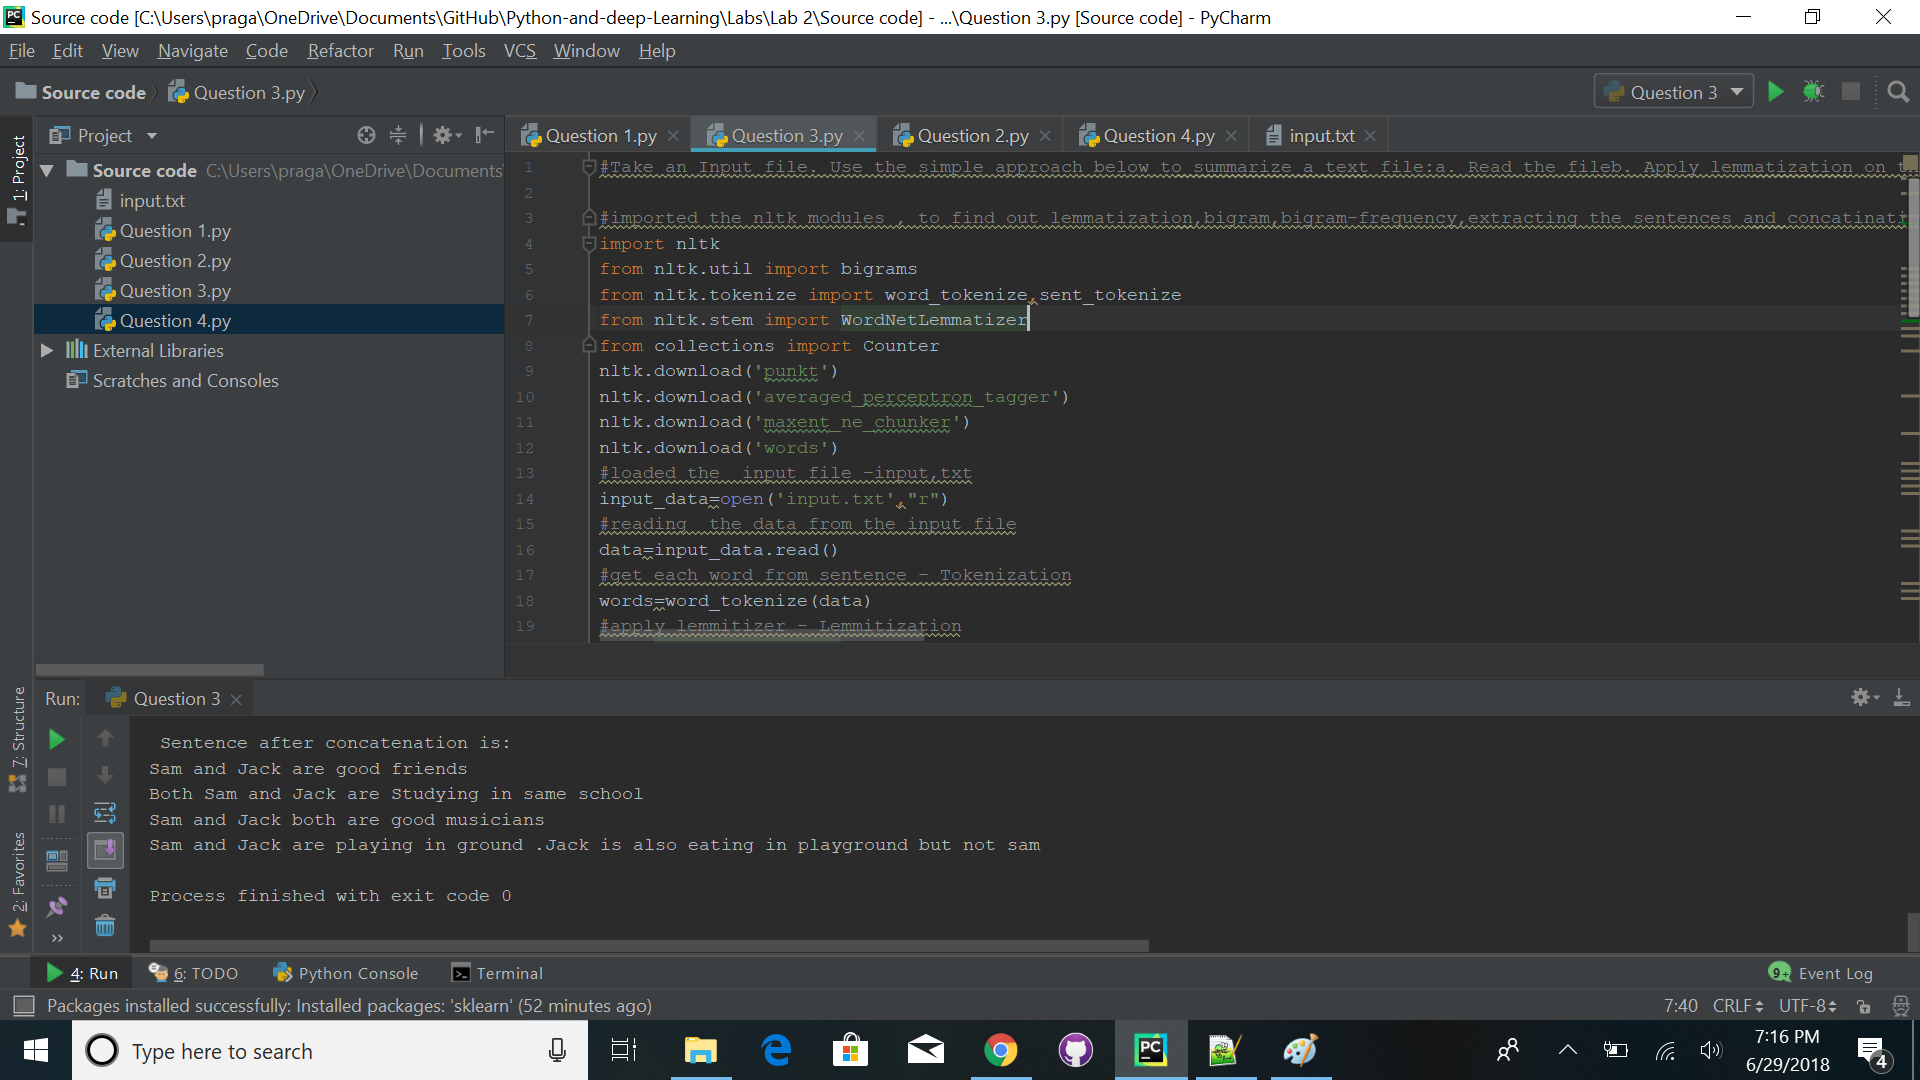 Source code [C:\Users\praga\OneDrive\Documents\GitHub\Python-and-deep-Learning\Labs\Lab 2\Source code] - ...\Question 3.py [Source code] - PyCharm
File Edit View Navigate Code Refactor Run Tools VCS Window Help
Source code Question 3.py
Question 3
Project
Question 1.py Question 3.py Question 2.py Question 4.py input.txt
1: Project
Source code C:\Users\praga\OneDrive\Documents
input.txt
Question 1.py
Question 2.py
Question 3.py
Question 4.py
External Libraries
Scratches and Consoles
1 #Take an Input file. Use the simple approach below to summarize a text file:a. Read the fileb. Apply lemmatization on
2
3 #imported the nltk modules , to find out lemmatization,bigram,bigram-frequency,extracting the sentences and concatinati
4 import nltk
5 from nltk.util import bigrams
6 from nltk.tokenize import word_tokenize,sent_tokenize
7 from nltk.stem import WordNetLemmatizer
8 from collections import Counter
9 nltk.download('punkt')
10 nltk.download('averaged_perceptron_tagger')
11 nltk.download('maxent_ne_chunker')
12 nltk.download('words')
13 #loaded the  input file -input,txt
14 input_data=open('input.txt',"r")
15 #reading  the data from the input file
16 data=input_data.read()
17 #get each word from sentence - Tokenization
18 words=word_tokenize(data)
19 #apply lemmitizer - Lemmitization
7: Structure
2: Favorites
Run: Question 3
Sentence after concatenation is:
Sam and Jack are good friends
Both Sam and Jack are Studying in same school
Sam and Jack both are good musicians
Sam and Jack are playing in ground .Jack is also eating in playground but not sam
Process finished with exit code 0
4: Run 6: TODO Python Console Terminal 9+ Event Log
Packages installed successfully: Installed packages: 'sklearn' (52 minutes ago) 7:40 CRLF UTF-8
Type here to search
PC
7:16 PM
6/29/2018
4